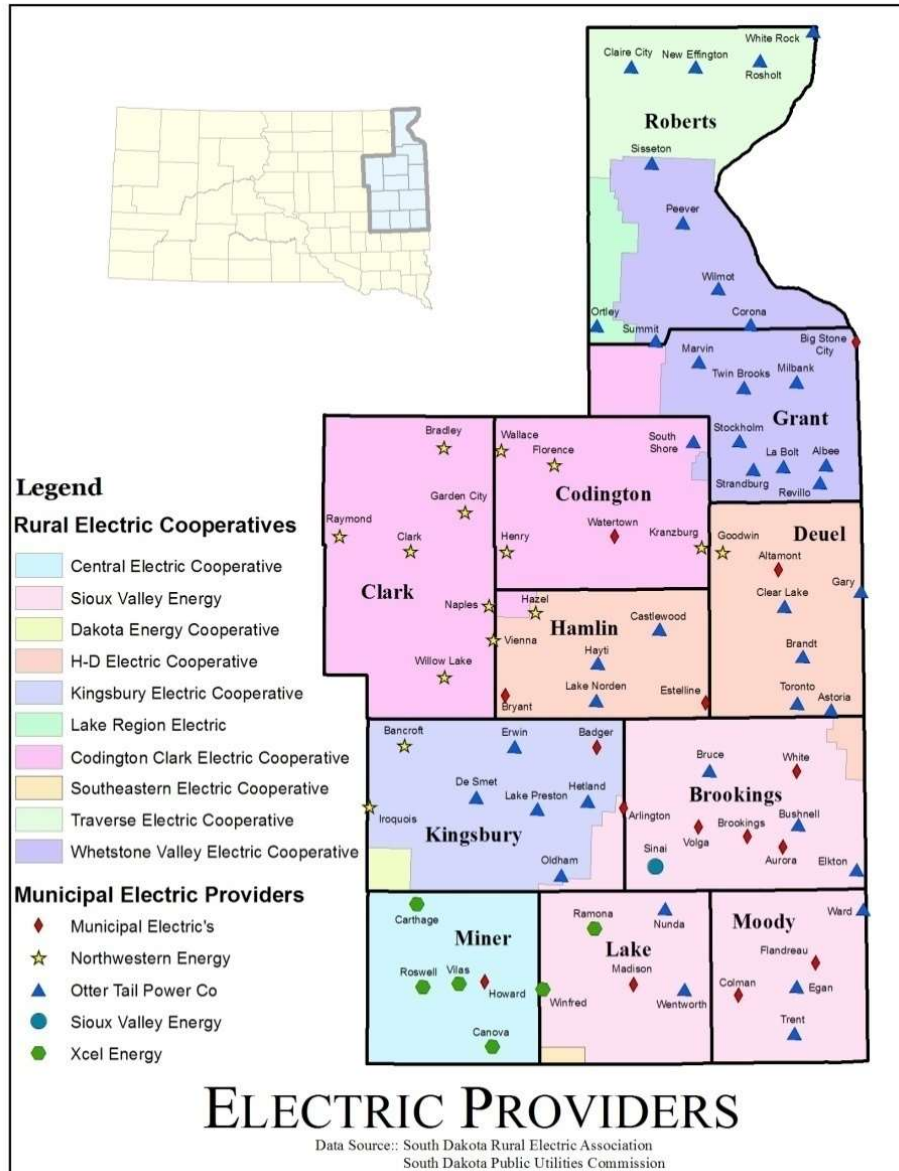 White Rock
Claire City
New Effington
Rosholt
Roberts
Sisseton
Peever
Wilmot
Ortley
Summit
Corona
Big Stone
City
Marvin
Twin Brooks
Milbank
Grant
Stockholm
La Bolt
Albee
Strandburg
Revillo
Bradley
Wallace
Florence
South
Shore
Codington
Garden City
Raymond
Clark
Henry
Watertown
Kranzburg
Goodwin
Deuel
Altamont
Clark
Naples
Hazel
Clear Lake
Gary
Hamlin
Castlewood
Vienna
Hayti
Brandt
Willow Lake
Bryant
Lake Norden
Estelline
Toronto
Astoria
Bancroft
Erwin
Badger
Bruce
White
De Smet
Lake Preston
Hetland
Brookings
Iroquois
Arlington
Kingsbury
Volga
Brookings
Bushnell
Aurora
Oldham
Sinai
Elkton
Carthage
Miner
Ramona
Nunda
Moody
Ward
Lake
Flandreau
Roswell
Vilas
Howard
Winfred
Madison
Wentworth
Colman
Egan
Canova
Trent
Legend
Rural Electric Cooperatives
Central Electric Cooperative
Sioux Valley Energy
Dakota Energy Cooperative
H-D Electric Cooperative
Kingsbury Electric Cooperative
Lake Region Electric
Codington Clark Electric Cooperative
Southeastern Electric Cooperative
Traverse Electric Cooperative
Whetstone Valley Electric Cooperative
Municipal Electric Providers
Municipal Electric's
Northwestern Energy
Otter Tail Power Co
Sioux Valley Energy
Xcel Energy
ELECTRIC PROVIDERS
Data Source:: South Dakota Rural Electric Association
South Dakota Public Utilities Commission